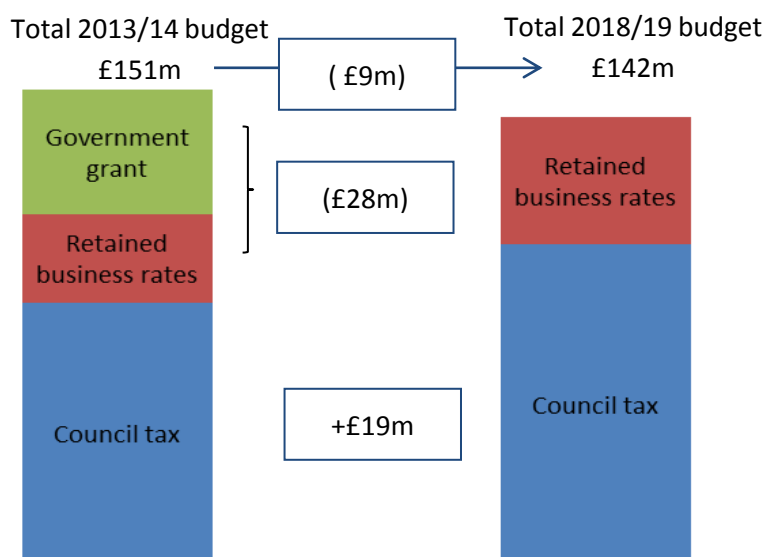 Total 2013/14 budget
£151m
( £9m)
Total 2018/19 budget
£142m
Government
grant
Retained
business rates
Council tax
(£28m)
+£19m
Retained
business rates
Council tax